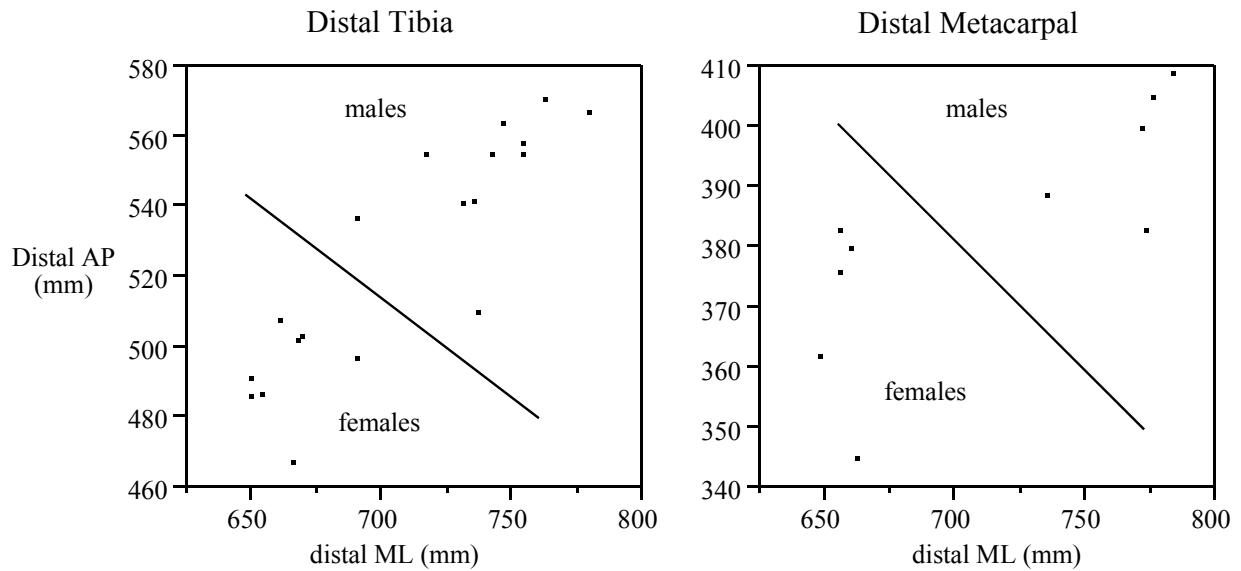 Distal Tibia
580
560
540
520
500
480
460
Distal AP
(mm)
males
females
650
700
750
800
distal ML (mm)
Distal Metacarpal
410
400
390
380
370
360
350
340
males
females
650
700
750
800
distal ML (mm)